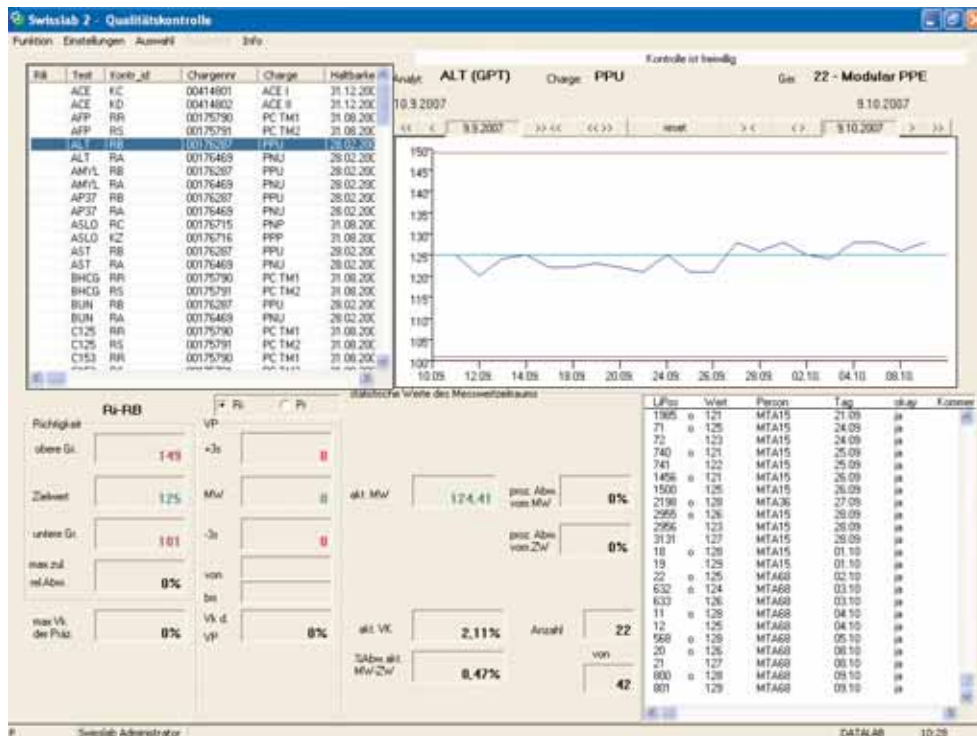 Swisslab 2 - Qualitätskontrolle
Funktion Einstellungen Auswahl Info
Kontrolle ist freiwillig
Test Kontr_id Chargennr Charge Haltbarke
ACE KC 00414801 ACE I 31.12.200
ACE KD 00414802 ACE II 31.12.200
AFP RR 00175790 PC TM1 31.08.200
AFP RS 00175791 PC TM2 31.08.200
ALT RB 00176287 PPU 28.02.200
ALT RA 00176469 PNU 28.02.200
AMYL RB 00176287 PPU 28.02.200
AMYL RA 00176469 PNU 28.02.200
AP37 RB 00176287 PPU 28.02.200
AP37 RA 00176469 PNU 28.02.200
ASLO RC 00176715 PNP 31.08.200
ASLO KZ 00176716 PPP 31.08.200
AST RB 00176287 PPU 28.02.200
AST RA 00176469 PNU 28.02.200
BHCG RR 00175790 PC TM1 31.08.200
BHCG RS 00175791 PC TM2 31.08.200
BUN RB 00176287 PPU 28.02.200
BUN RA 00176469 PNU 28.02.200
C125 RR 00175790 PC TM1 31.08.200
C125 RS 00175791 PC TM2 31.08.200
C153 RR 00175790 PC TM1 31.08.200
Analyt: ALT (GPT) Charge: PPU Ger. 22 - Modular PPE
10.9.2007 9.10.2007
<< < 9.9.2007 >> << << >> reset > < < > 9.10.2007 > >>
150
145
140
135
130
125
120
115
110
105
100
10.09. 12.09. 14.09. 18.09. 20.09. 24.09. 26.09. 28.09. 02.10. 04.10. 08.10.
Ri-RB
Ri Pr
statistische Werte des Messwertzeitraums
Richtigkeit
obere Gr. 149
Zielwert 125
untere Gr. 101
max.zul.
rel.Abw. 0%
max Vk
der Präz. 0%
VP
+3s 0
MW 0
-3s 0
von
bis
Vk d.
VP 0%
akt. MW 124,41
proz. Abw.
vom MW 0%
proz. Abw.
vom ZW 0%
akt. VK 2,11%
Anzahl 22
%Abw.akt.
MW-ZW 0,47%
von
42
LiPos Wert Person Tag okay Kommer
1985 o 121 MTA15 21.09 ja
71 o 125 MTA15 24.09 ja
72 123 MTA15 24.09 ja
740 o 121 MTA15 25.09 ja
741 122 MTA15 25.09 ja
1456 o 121 MTA15 26.09 ja
1500 125 MTA15 26.09 ja
2198 o 128 MTA36 27.09 ja
2955 o 126 MTA15 28.09 ja
2956 123 MTA15 28.09 ja
3131 127 MTA15 28.09 ja
18 o 128 MTA15 01.10 ja
19 129 MTA15 01.10 ja
22 o 125 MTA68 02.10 ja
632 o 124 MTA68 03.10 ja
633 126 MTA68 03.10 ja
11 o 128 MTA68 04.10 ja
12 125 MTA68 04.10 ja
568 o 128 MTA68 05.10 ja
20 o 126 MTA68 08.10 ja
21 127 MTA68 08.10 ja
800 o 128 MTA68 09.10 ja
801 129 MTA68 09.10 ja
Swisslab Administrator DATALAB 10:28